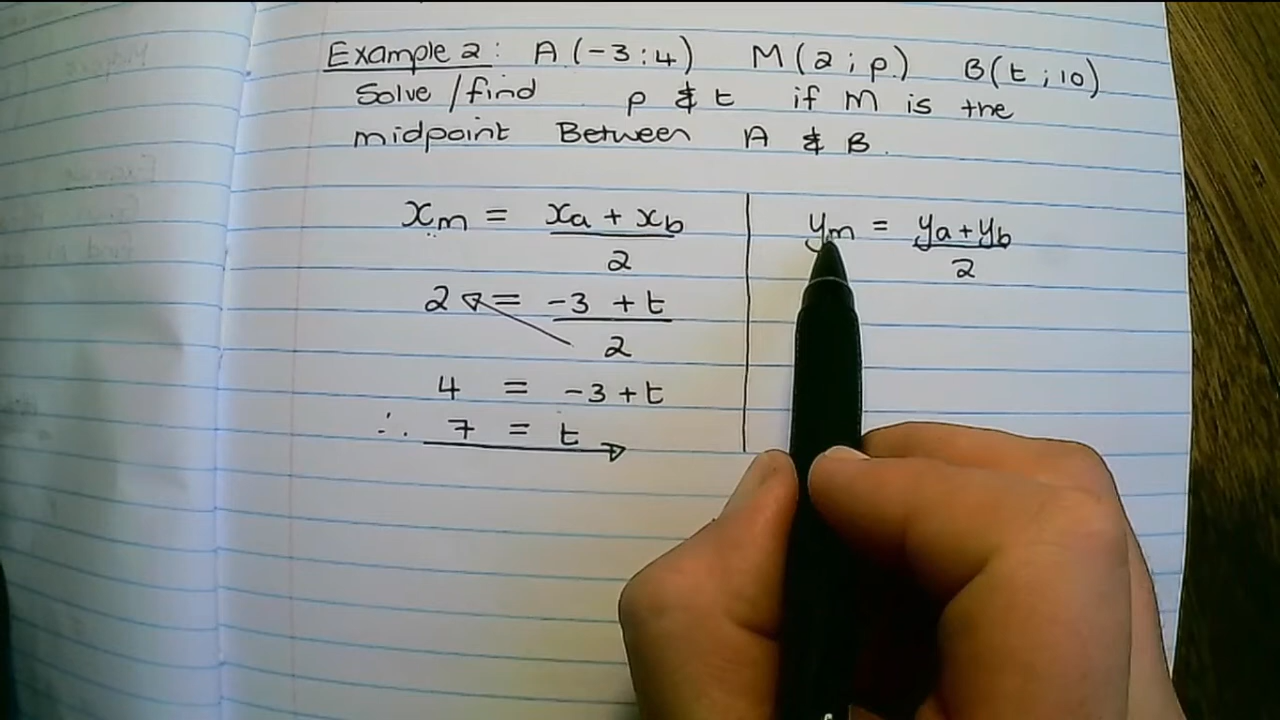 Example 2: A(-3;4) M(2;p) B(t;10)
Solve/find p & t if M is the
midpoint Between A & B.
xm = xa + xb
2
2 = -3 + t
2
4 = -3 + t
∴ 7 = t
ym = ya + yb
2